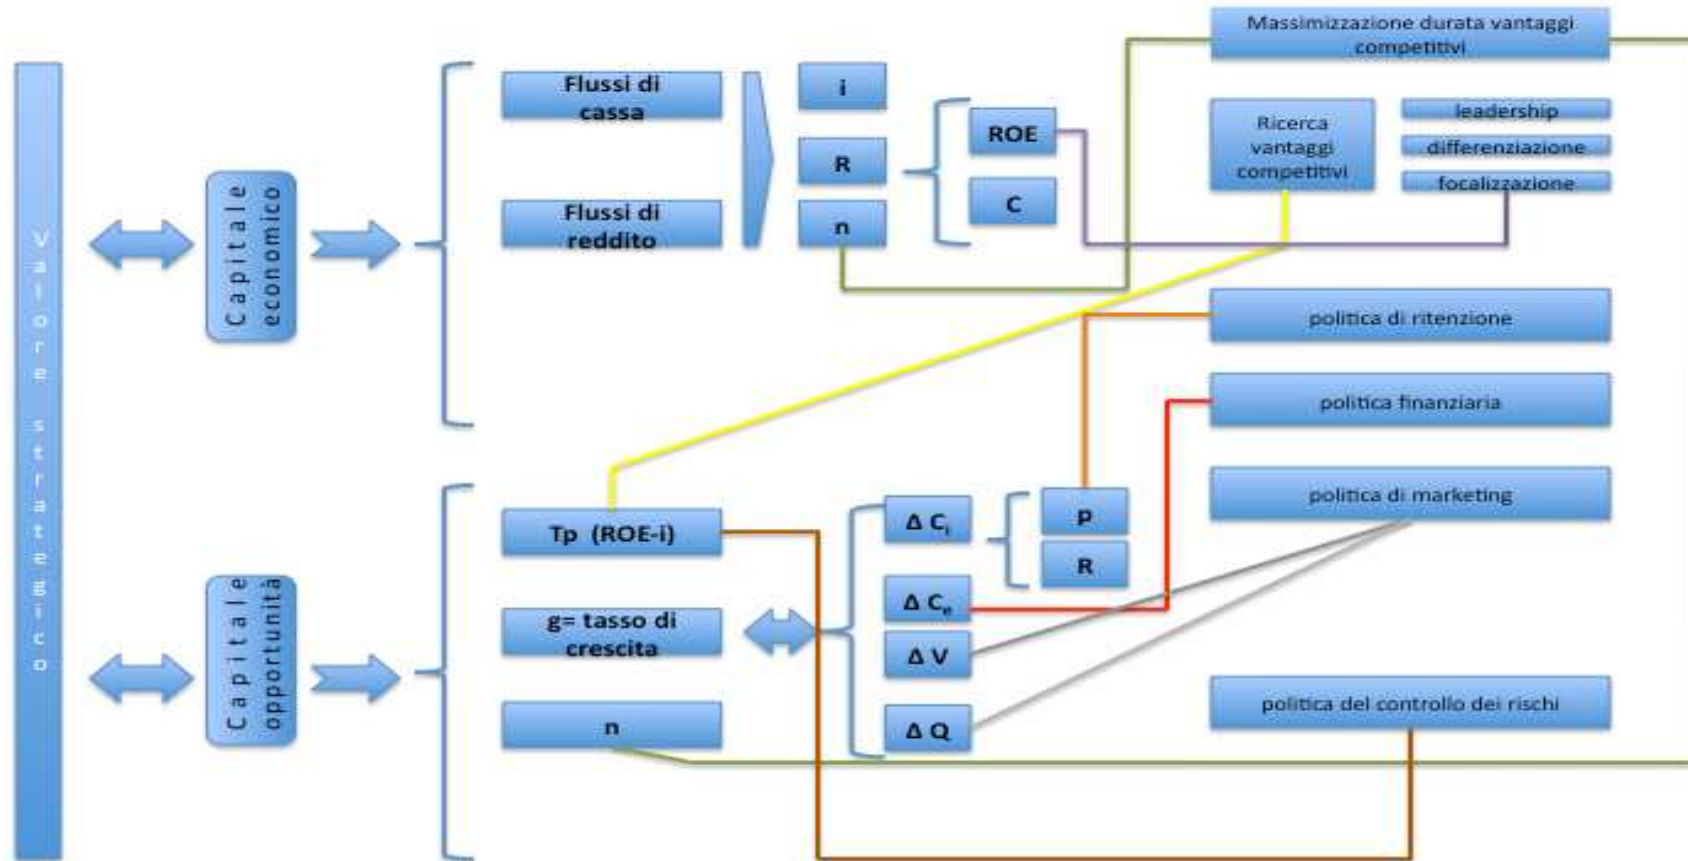 Valore strategico
Capitale
economico
Flussi di
cassa
Flussi di
reddito
i
R
n
ROE
C
Massimizzazione durata vantaggi
competitivi
Ricerca
vantaggi
competitivi
leadership
differenziazione
focalizzazione
politica di ritenzione
politica finanziaria
politica di marketing
politica del controllo dei rischi
Capitale
opportunità
Tp (ROE-i)
g= tasso di
crescita
n
Δ Cᵢ
Δ Cₑ
Δ V
Δ Q
p
R